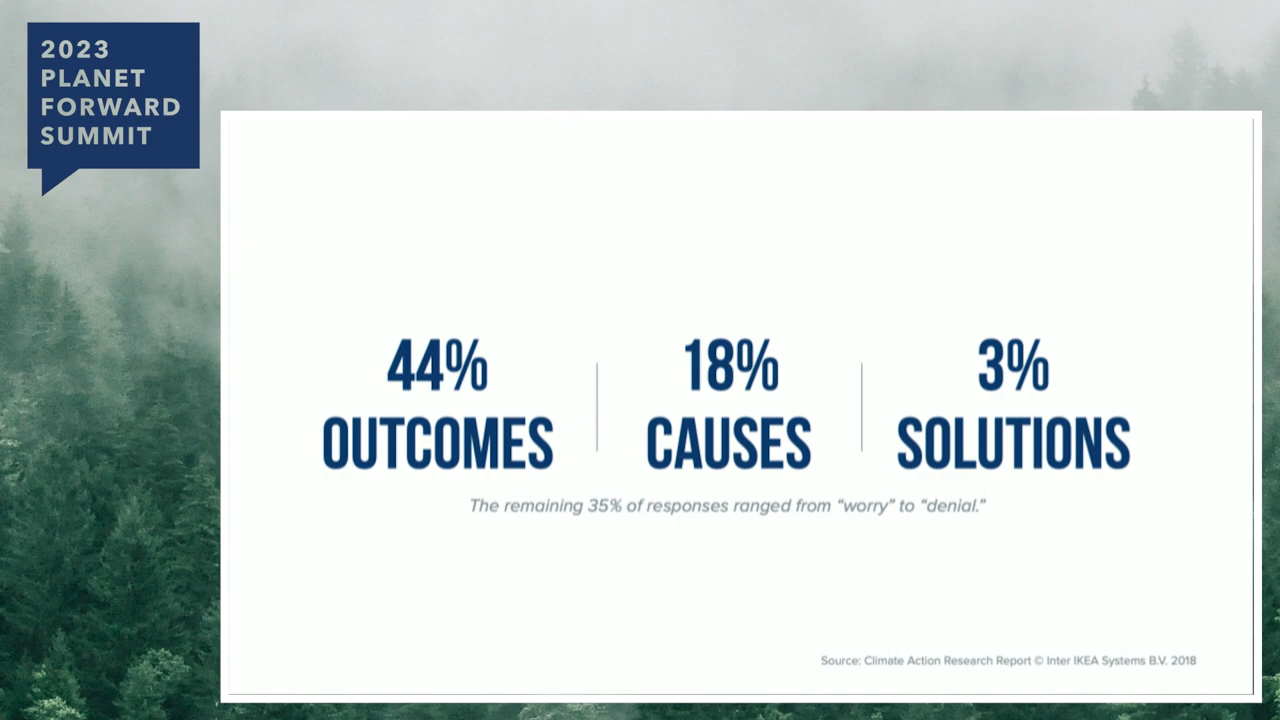 2023
PLANET
FORWARD
SUMMIT
44%
OUTCOMES
18%
CAUSES
3%
SOLUTIONS
The remaining 35% of responses ranged from “worry” to “denial.”
Source: Climate Action Research Report © Inter IKEA Systems B.V. 2018